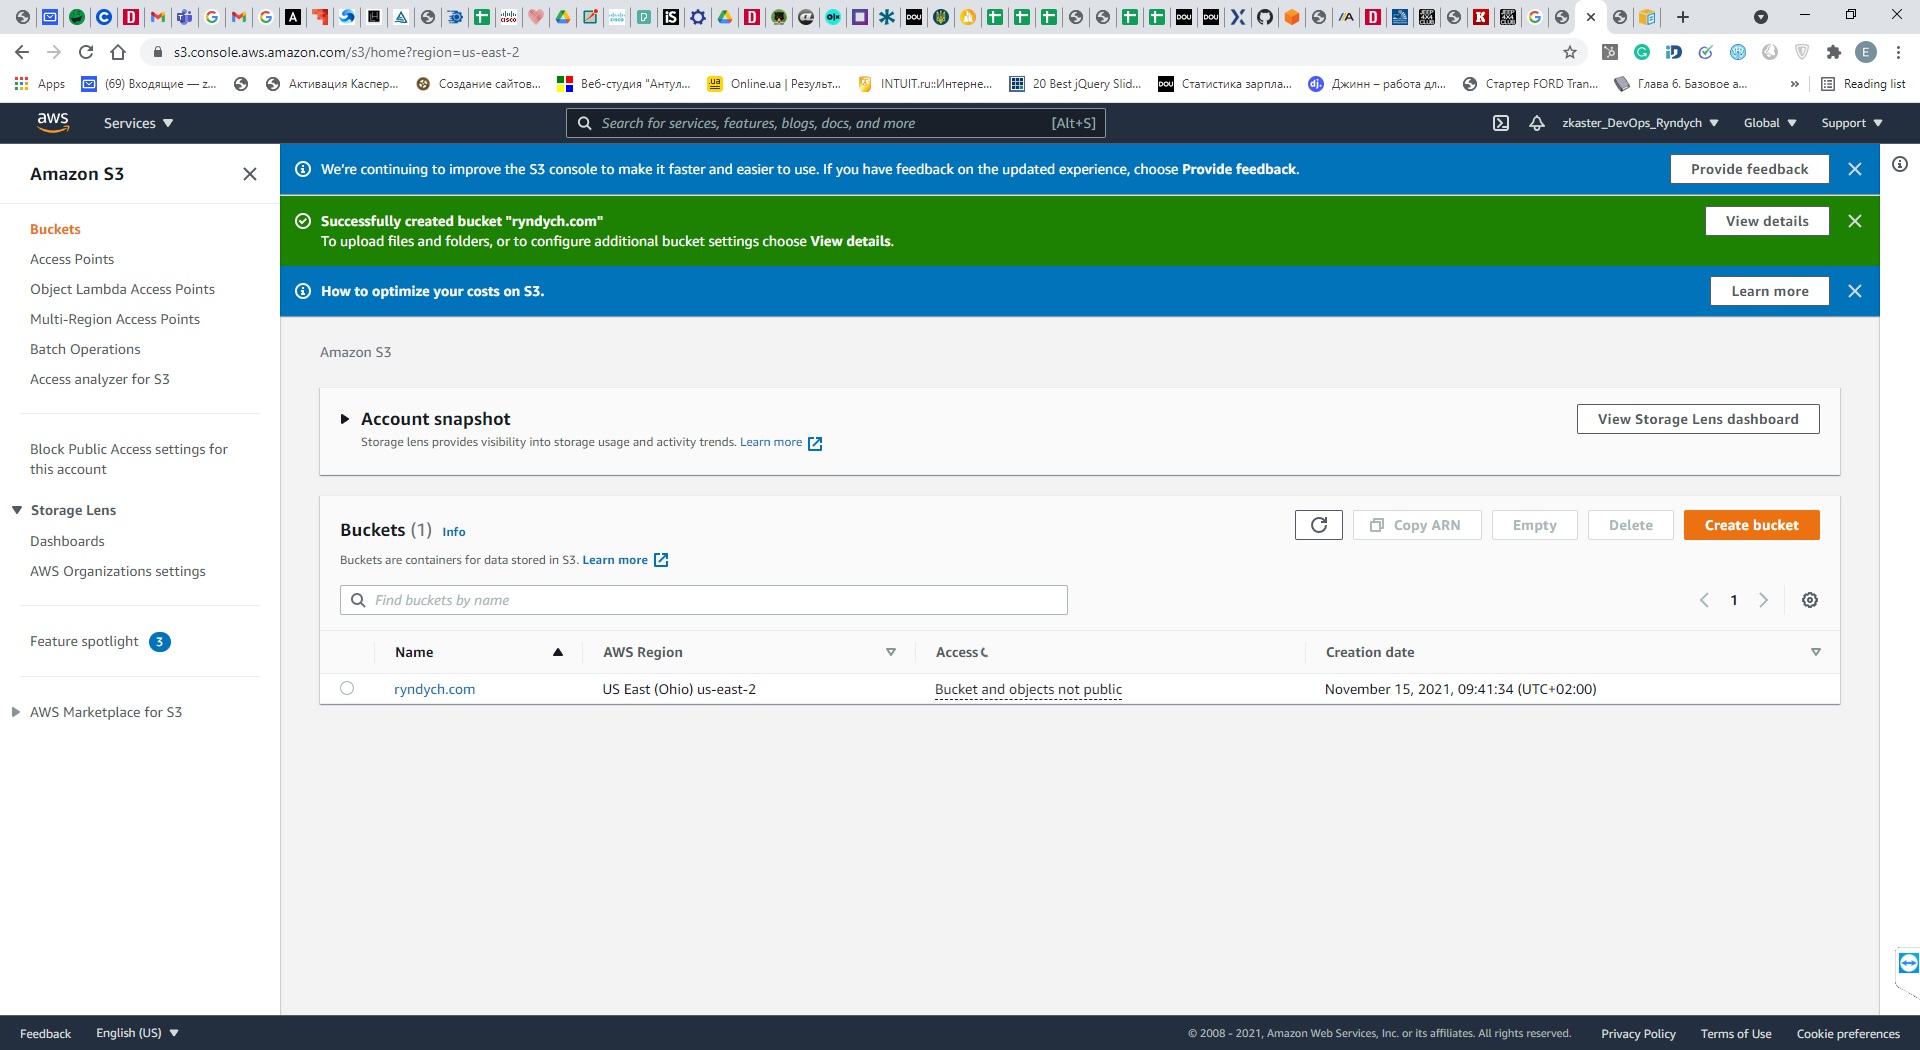 s3.console.aws.amazon.com/s3/home?region=us-east-2
E
Apps
(69) Входящие — z...
Активация Каспер...
Создание сайтов...
Веб-студия "Антул...
Online.ua | Результ...
INTUIT.ru::Интерне...
20 Best jQuery Slid...
Статистика зарпла...
Джинн – работа дл...
Стартер FORD Tran...
Глава 6. Базовое а...
»
Reading list
aws
Services
Search for services, features, blogs, docs, and more
[Alt+S]
zkaster_DevOps_Ryndych
Global
Support
Amazon S3
Buckets
Access Points
Object Lambda Access Points
Multi-Region Access Points
Batch Operations
Access analyzer for S3
Block Public Access settings for
this account
Storage Lens
Dashboards
AWS Organizations settings
Feature spotlight 3
AWS Marketplace for S3
We're continuing to improve the S3 console to make it faster and easier to use. If you have feedback on the updated experience, choose Provide feedback.
Provide feedback
Successfully created bucket "ryndych.com"
To upload files and folders, or to configure additional bucket settings choose View details.
View details
How to optimize your costs on S3.
Learn more
Amazon S3
Account snapshot
Storage lens provides visibility into storage usage and activity trends. Learn more
View Storage Lens dashboard
Buckets (1) Info
Buckets are containers for data stored in S3. Learn more
Copy ARN
Empty
Delete
Create bucket
Find buckets by name
1
Name
AWS Region
Access
Creation date
ryndych.com
US East (Ohio) us-east-2
Bucket and objects not public
November 15, 2021, 09:41:34 (UTC+02:00)
Feedback
English (US)
© 2008 - 2021, Amazon Web Services, Inc. or its affiliates. All rights reserved.
Privacy Policy
Terms of Use
Cookie preferences